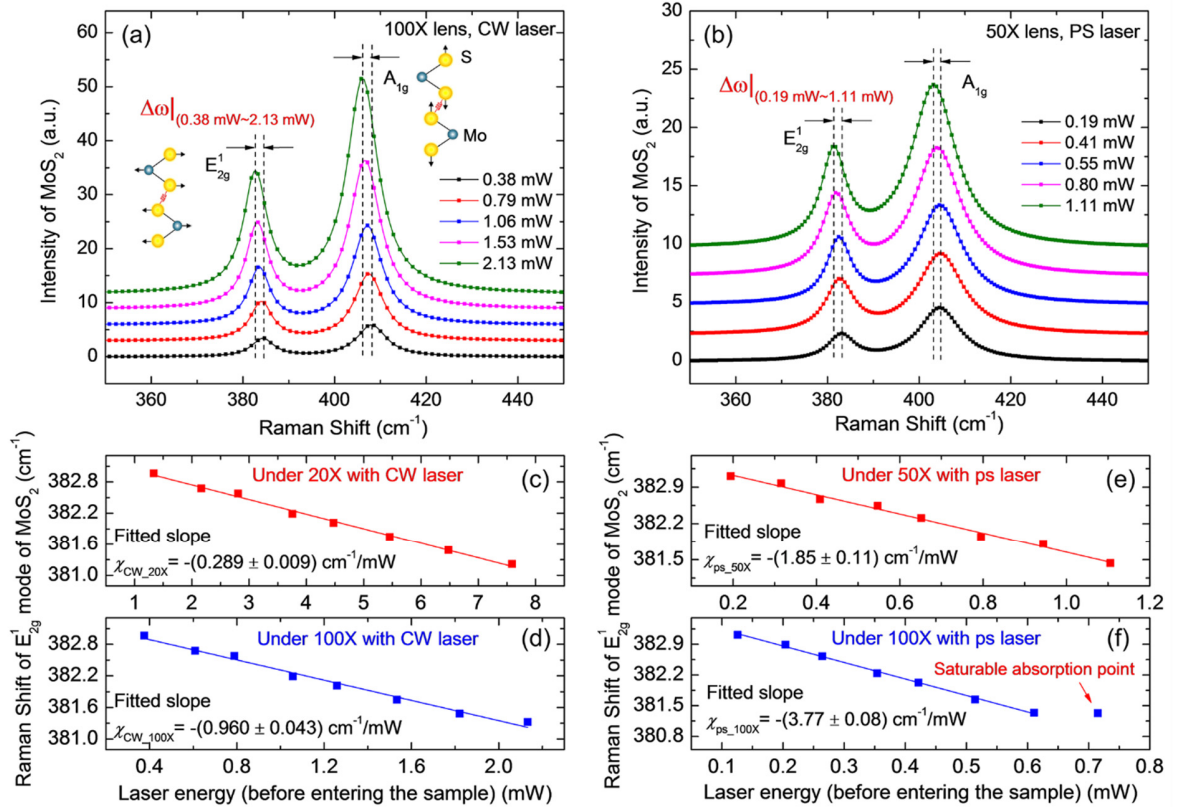 (a)
100X lens, CW laser
S
A1g
Mo
Δω|(0.38 mW~2.13 mW)
E¹2g
0.38 mW
0.79 mW
1.06 mW
1.53 mW
2.13 mW
60
50
40
30
20
10
0
Intensity of MoS₂ (a.u.)
360 380 400 420 440
Raman Shift (cm⁻¹)
(b)
50X lens, PS laser
A1g
Δω|(0.19 mW~1.11 mW)
E¹2g
0.19 mW
0.41 mW
0.55 mW
0.80 mW
1.11 mW
30
25
20
15
10
5
0
Intensity of MoS₂ (a.u.)
360 380 400 420 440
Raman Shift (cm⁻¹)
Raman Shift of E¹2g mode of MoS₂ (cm⁻¹)
Under 20X with CW laser
(c)
382.8
382.2
381.6
381.0
Fitted slope
χCW_20X= -(0.289 ± 0.009) cm⁻¹/mW
1 2 3 4 5 6 7 8
Under 100X with CW laser
(d)
382.8
382.2
381.6
381.0
Fitted slope
χCW_100X= -(0.960 ± 0.043) cm⁻¹/mW
0.4 0.8 1.2 1.6 2.0
Laser energy (before entering the sample) (mW)
Raman Shift of E¹2g mode of MoS₂ (cm⁻¹)
Under 50X with ps laser
(e)
382.9
382.2
381.5
Fitted slope
χps_50X= -(1.85 ± 0.11) cm⁻¹/mW
0.2 0.4 0.6 0.8 1.0 1.2
Under 100X with ps laser
(f)
Saturable absorption point
382.9
382.2
381.5
380.8
Fitted slope
χps_100X= -(3.77 ± 0.08) cm⁻¹/mW
0.1 0.2 0.3 0.4 0.5 0.6 0.7 0.8
Laser energy (before entering the sample) (mW)